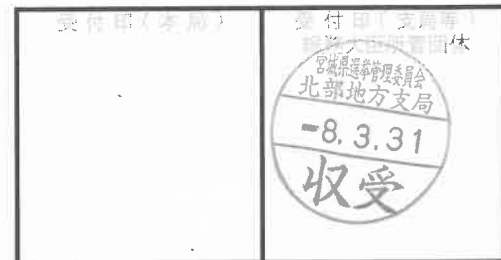 受付印(本局)
受付印(支局等)
休
宮城県選挙管理委員会
北部地方支局
-8.3.31
収受